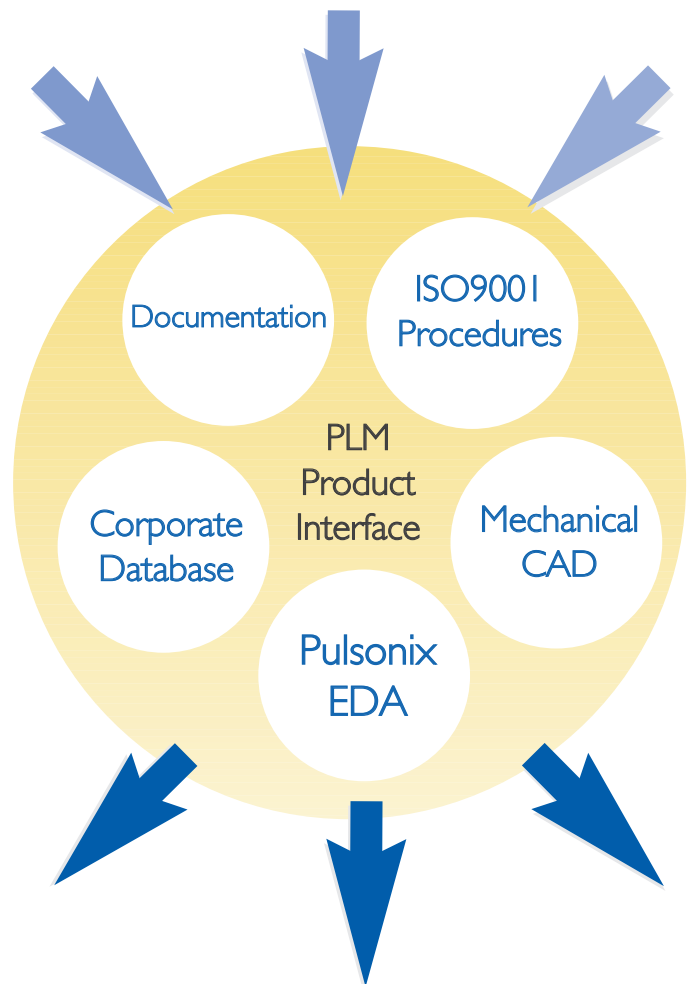 Documentation
ISO9001
Procedures
PLM
Product
Interface
Corporate
Database
Mechanical
CAD
Pulsonix
EDA